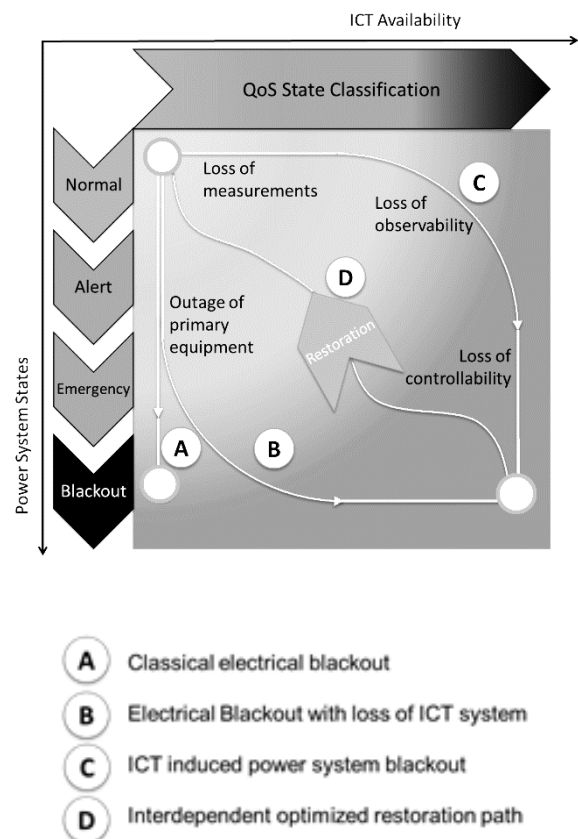 ICT Availability
QoS State Classification
Power System States
Normal
Alert
Emergency
Blackout
Loss of
measurements
C
Loss of
observability
D
Outage of
primary
equipment
Restoration
Loss of
controllability
A
B
A Classical electrical blackout
B Electrical Blackout with loss of ICT system
C ICT induced power system blackout
D Interdependent optimized restoration path